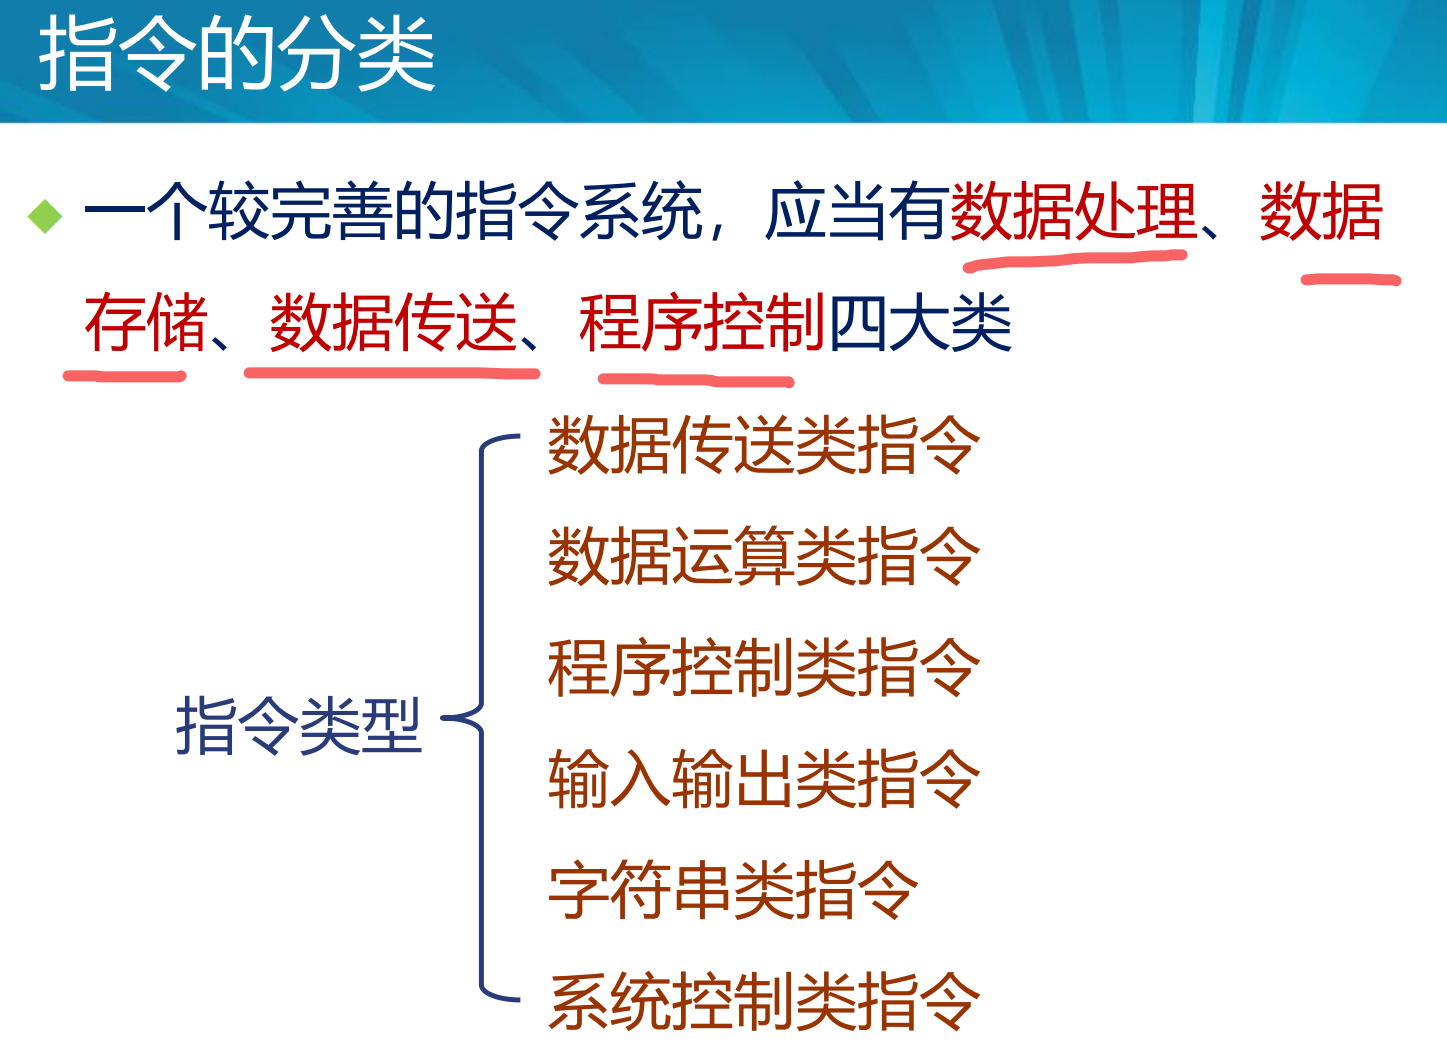 指令的分类
一个较完善的指令系统，应当有数据处理、数据
存储、数据传送、程序控制四大类
数据传送类指令
数据运算类指令
程序控制类指令
指令类型
输入输出类指令
字符串类指令
系统控制类指令